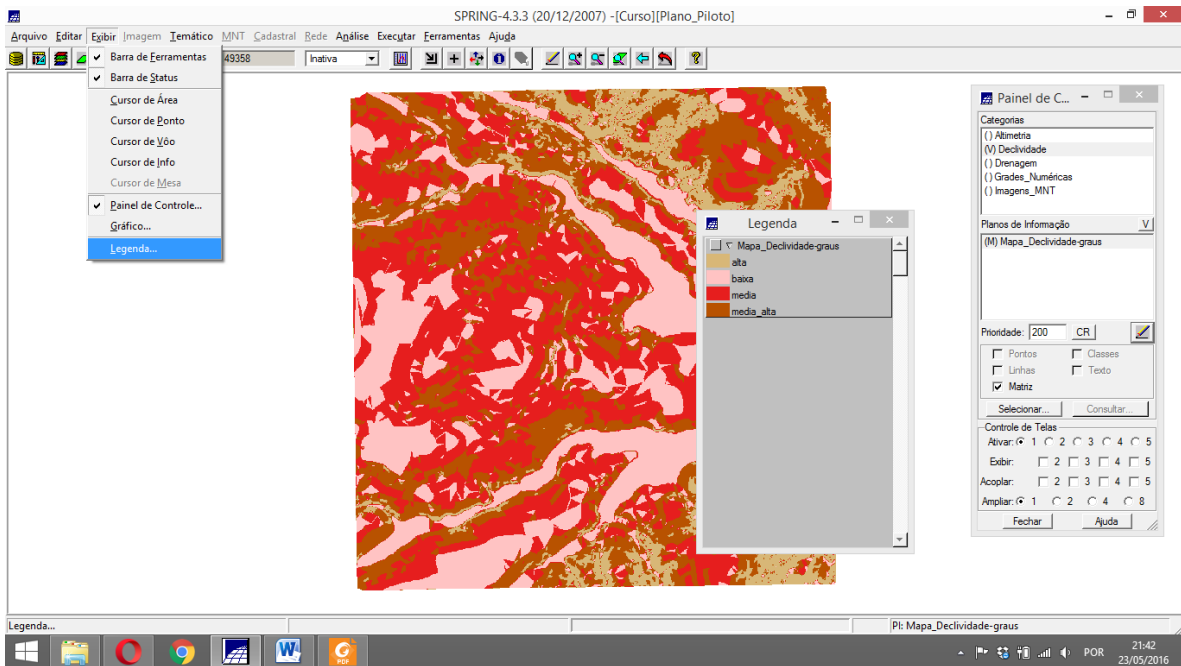 SPRING-4.3.3 (20/12/2007) -[Curso][Plano_Piloto]
Arquivo Editar Exibir Imagem Temático MNT Cadastral Rede Análise Executar Ferramentas Ajuda
49358 Inativa
Barra de Ferramentas
Barra de Status
Cursor de Área
Cursor de Ponto
Cursor de Vôo
Cursor de Info
Cursor de Mesa
Painel de Controle...
Gráfico...
Legenda...
Legenda
Mapa_Declividade-graus
alta
baixa
media
media_alta
Painel de C...
Categorias
( ) Altimetria
(V) Declividade
( ) Drenagem
( ) Grades_Numéricas
( ) Imagens_MNT
Planos de Informação V
(M) Mapa_Declividade-graus
Prioridade: 200 CR
Pontos Classes
Linhas Texto
Matriz
Selecionar... Consultar...
Controle de Telas
Ativar: 1 2 3 4 5
Exibir: 2 3 4 5
Acoplar: 2 3 4 5
Ampliar: 1 2 4 8
Fechar Ajuda
Legenda... PI: Mapa_Declividade-graus
W PDF POR 21:42
23/05/2016